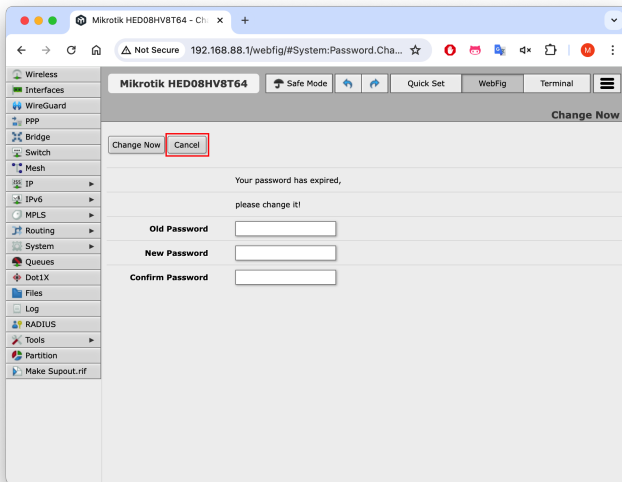 Mikrotik HED08HV8T64 - Ch
Not Secure 192.168.88.1/webfig/#System:Password.Cha...
M
Wireless
Interfaces
WireGuard
PPP
Bridge
Switch
Mesh
IP
IPv6
MPLS
Routing
System
Queues
Dot1X
Files
Log
RADIUS
Tools
Partition
Make Supout.rif
Mikrotik HED08HV8T64 Safe Mode Quick Set WebFig Terminal
Change Now
Change Now Cancel
Your password has expired,
please change it!
Old Password
New Password
Confirm Password